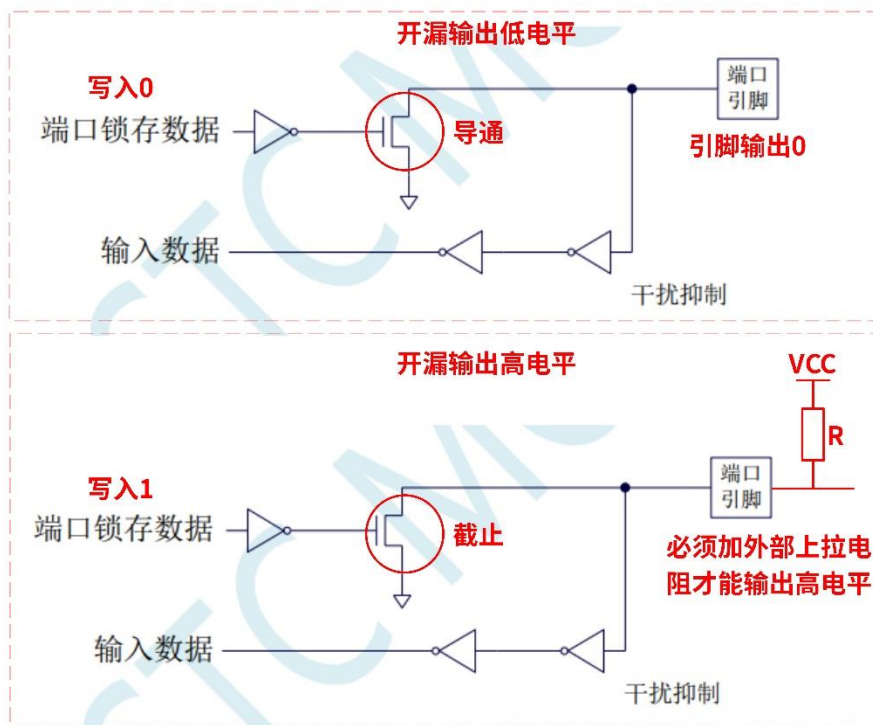 开漏输出低电平
写入0
端口锁存数据
导通
端口
引脚
引脚输出0
输入数据
干扰抑制
开漏输出高电平
VCC
R
写入1
端口锁存数据
截止
端口
引脚
必须加外部上拉电
阻才能输出高电平
输入数据
干扰抑制
STC MC
STC MC